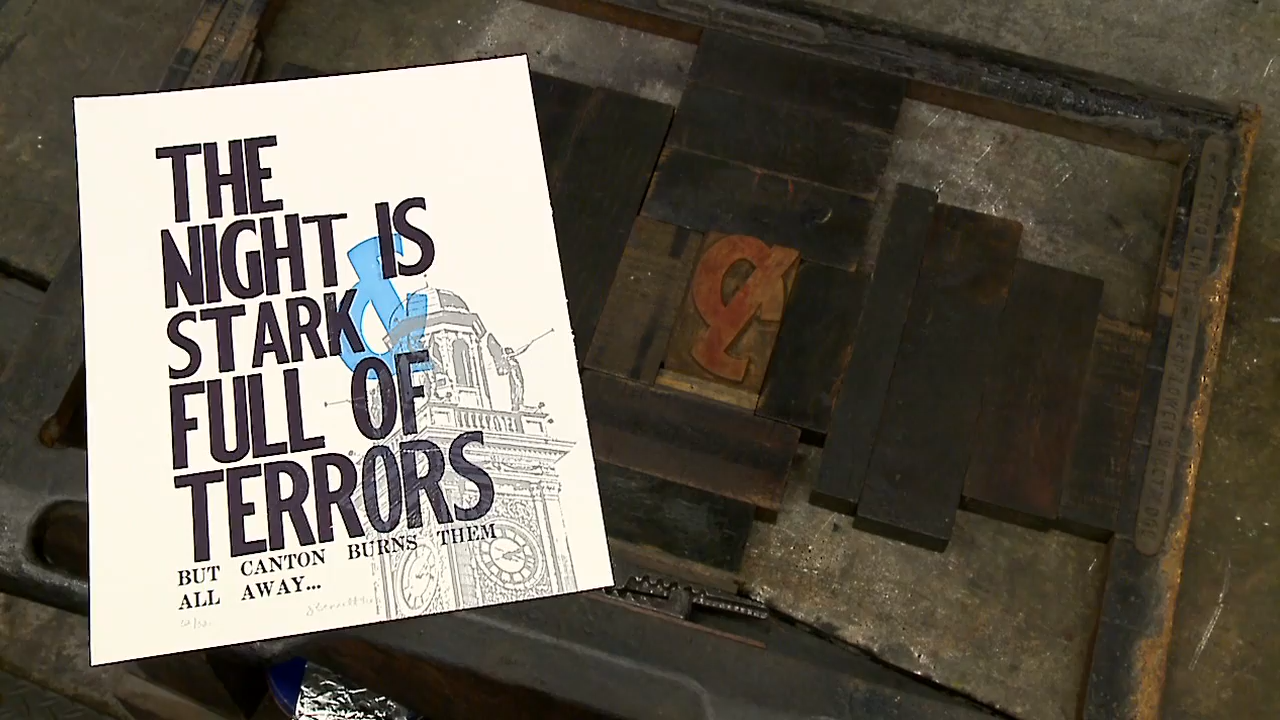 THE
NIGHT IS
STARK &
FULL OF
TERRORS
BUT CANTON BURNS THEM
ALL AWAY...
&